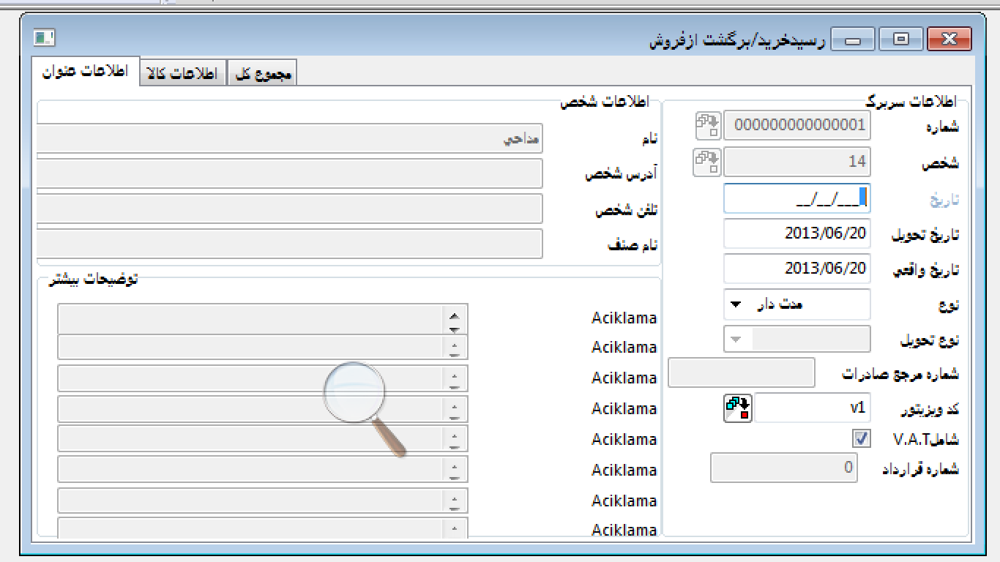 رسیدخرید/برگشت ازفروش
اطلاعات عنوان
اطلاعات کالا
مجموع کل
اطلاعات سربرگ
شماره 000000000000001
شخص 14
تاریخ ____/__/__
تاریخ تحویل 2013/06/20
تاریخ واقعي 2013/06/20
نوع مدت دار
نوع تحویل
شماره مرجع صادرات
کد ویزیتور v1
شاملV.A.T
شماره قرارداد 0
اطلاعات شخص
نام مداحي
آدرس شخص
تلفن شخص
نام صنف
توضیحات بیشتر
Aciklama
Aciklama
Aciklama
Aciklama
Aciklama
Aciklama
Aciklama
Aciklama